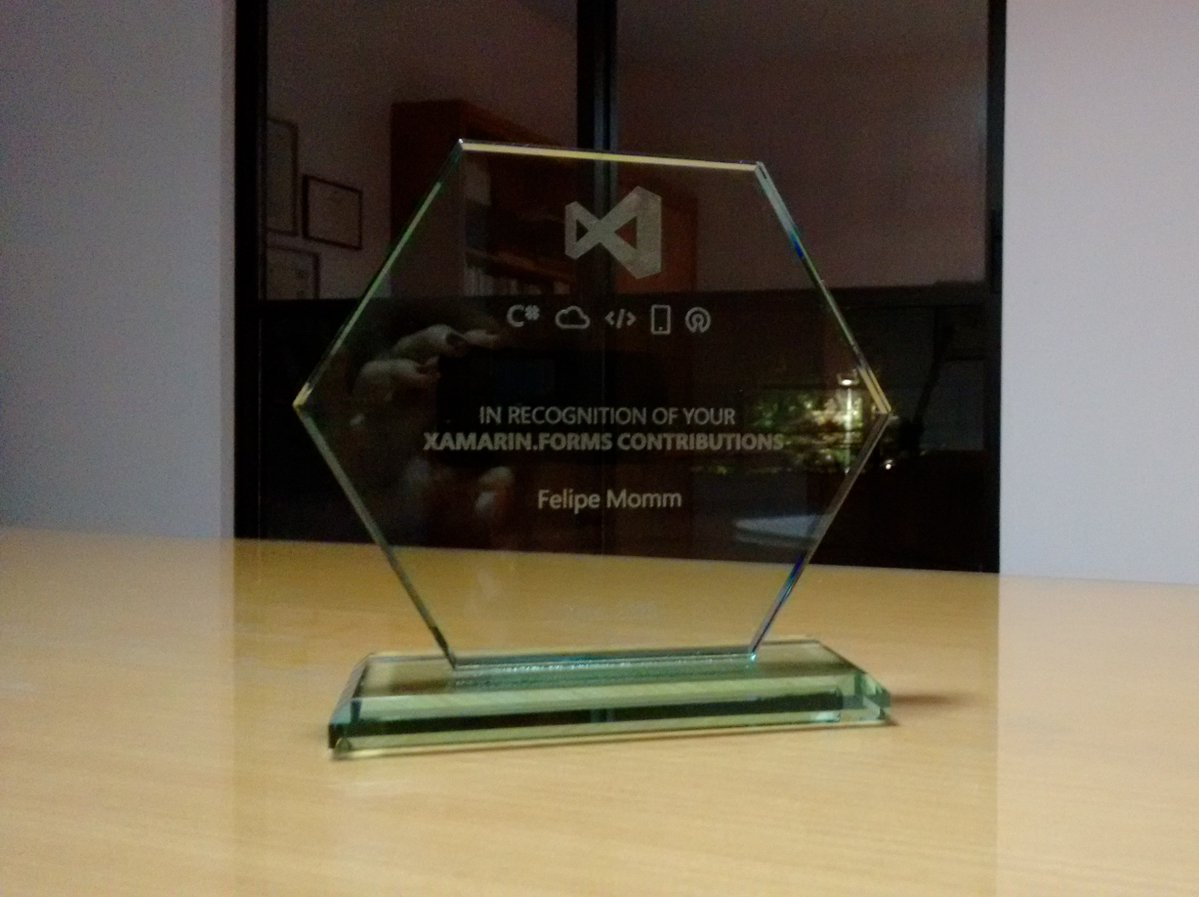 C#
</>
IN RECOGNITION OF YOUR
XAMARIN.FORMS CONTRIBUTIONS
Felipe Momm